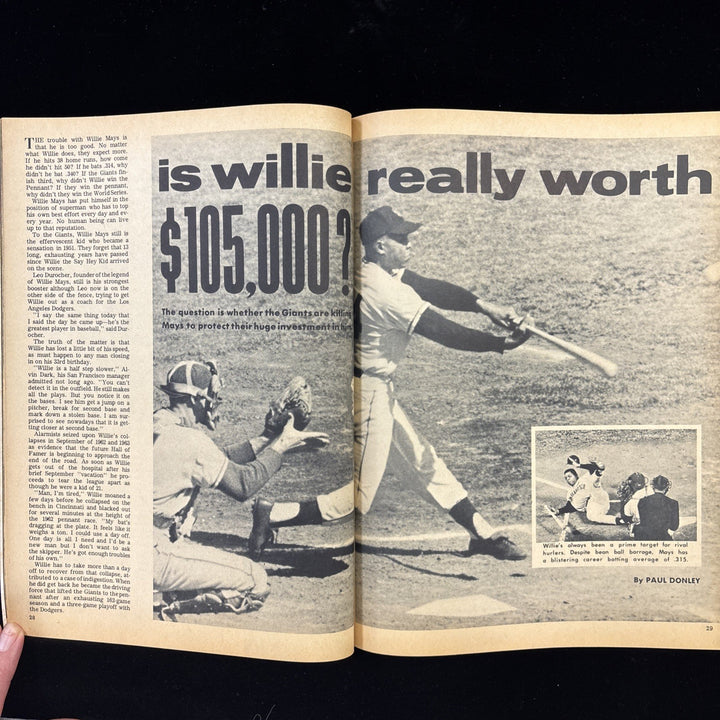 is willie really worth
$105,000?
The question is whether the Giants are killing
Mays to protect their huge investment in him
THE trouble with Willie Mays is
that he is too good. No matter
what Willie does, they expect more.
If he hits 38 home runs, how come
he didn't hit 50? If he bats .314, why
didn't he bat .340? If the Giants fin-
ish third, why didn't Willie win the
Pennant? If they win the pennant,
why didn't they win the World Series.
Willie Mays has put himself in the
position of superman who has to top
his own best effort every day and ev-
ery year. No human being can live
up to that reputation.
To the Giants, Willie Mays still is
the effervescent kid who became a
sensation in 1951. They forget that 13
long, exhausting years have passed
since Willie the Say Hey Kid arrived
on the scene.
Leo Durocher, founder of the legend
of Willie Mays, still is his strongest
booster although Leo now is on the
other side of the fence, trying to get
Willie out as a coach for the Los
Angeles Dodgers.
"I say the same thing today that
I said the day he came up—he's the
greatest player in baseball," said Du-
rocher.
The truth of the matter is that
Willie has lost a little bit of his speed,
as must happen to any man closing
in on his 33rd birthday.
"Willie is a half step slower," Al-
vin Dark, his San Francisco manager
admitted not long ago. "You can't
detect it in the outfield. He still makes
all the plays. But you notice it on
the bases. I see him get a jump on a
pitcher, break for second base and
mark down a stolen base. I am sur-
prised to see nowadays that it is get-
ting closer at second base."
Alarmists seized upon Willie's col-
lapses in September of 1962 and 1963
as evidence that the future Hall of
Famer is beginning to approach the
end of the road. As soon as Willie
gets out of the hospital after his
brief September "vacation" he pro-
ceeds to tear the league apart as
though he were a kid of 21.
"Man, I'm tired," Willie moaned a
few days before he collapsed on the
bench in Cincinnati and blacked out
for several minutes at the height of
the 1962 pennant race. "My bat's
dragging at the plate. It feels like it
weighs a ton. I could use a day off.
One day is all I need and I'd be a
new man but I don't want to ask
the skipper. He's got enough troubles
of his own."
Willie has to take more than a day
off to recover from that collapse, at-
tributed to a case of indigestion. When
he did get back he became the driving
force that lifted the Giants to the pen-
nant after an exhausting 162-game
season and a three-game playoff with
the Dodgers.
28
Willie's always been a prime target for rival
hurlers. Despite bean ball barrage, Mays has
a blistering career batting average of .315.
By PAUL DONLEY
29